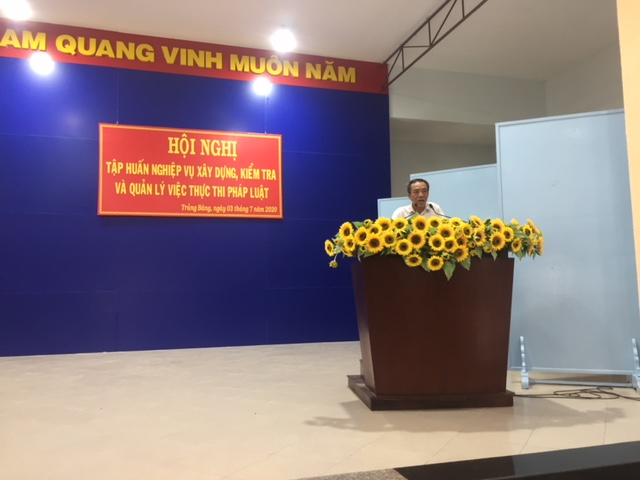 AM QUANG VINH MUÔN NĂM
HỘI NGHỊ
TẬP HUẤN NGHIỆP VỤ XÂY DỰNG, KIỂM TRA
VÀ QUẢN LÝ VIỆC THỰC THI PHÁP LUẬT
Trảng Bàng, ngày 03 tháng 7 năm 2020